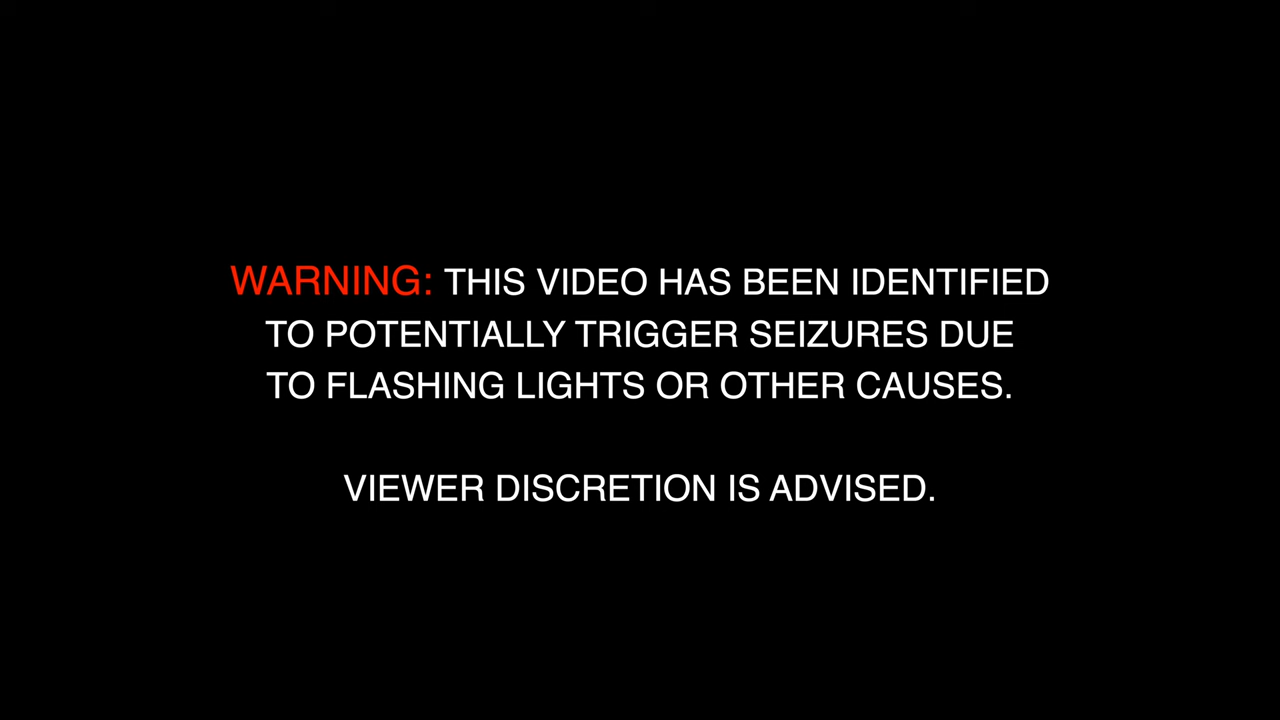 WARNING: THIS VIDEO HAS BEEN IDENTIFIED
TO POTENTIALLY TRIGGER SEIZURES DUE
TO FLASHING LIGHTS OR OTHER CAUSES.
VIEWER DISCRETION IS ADVISED.